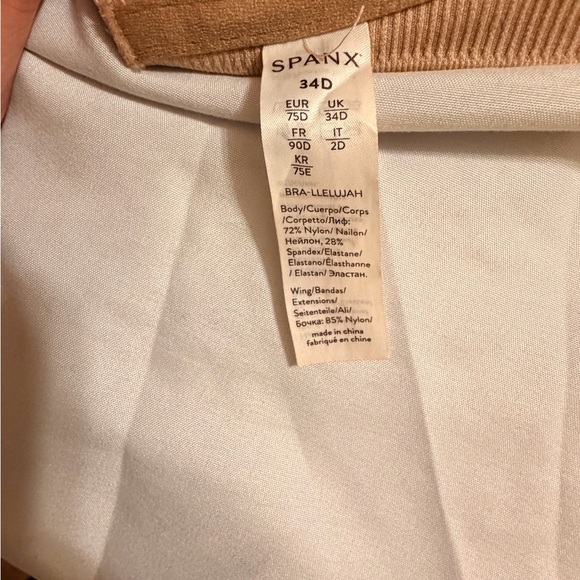 SPANX
34D
EUR UK
75D 34D
FR IT
90D 2D
KR
75E
BRA-LLELUJAH
Body/Cuerpo/Corps
/Corpetto/Лиф:
72% Nylon/ Nailón/
Нейлон, 28%
Spandex/Elastane/
Elastano/Élasthanne
/ Elastan/ Эластан.
Wing/Bandas/
Extensions/
Seitenteile/Ali/
Бочка: 85% Nylon/
made in china
fabriqué en chine